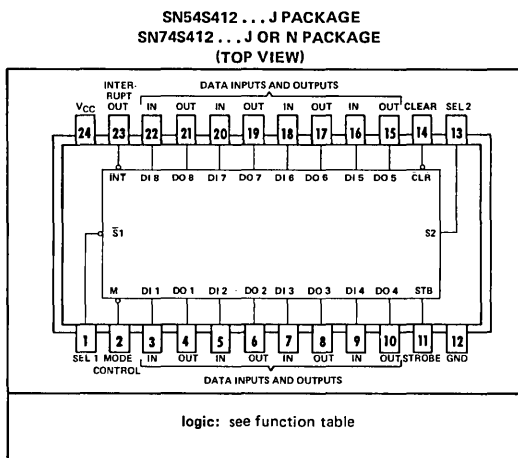 SN54S412 . . . J PACKAGE
SN74S412 . . . J OR N PACKAGE
(TOP VIEW)
INTER-
RUPT
DATA INPUTS AND OUTPUTS
VCC OUT IN OUT IN OUT IN OUT IN OUT CLEAR SEL 2
24 23 22 21 20 19 18 17 16 15 14 13
INT DI 8 DO 8 DI 7 DO 7 DI 6 DO 6 DI 5 DO 5 CLR
S̅1 S2
M DI 1 DO 1 DI 2 DO 2 DI 3 DO 3 DI 4 DO 4 STB
1 2 3 4 5 6 7 8 9 10 11 12
SEL 1 MODE IN OUT IN OUT IN OUT IN OUT STROBE GND
CONTROL
DATA INPUTS AND OUTPUTS
logic: see function table